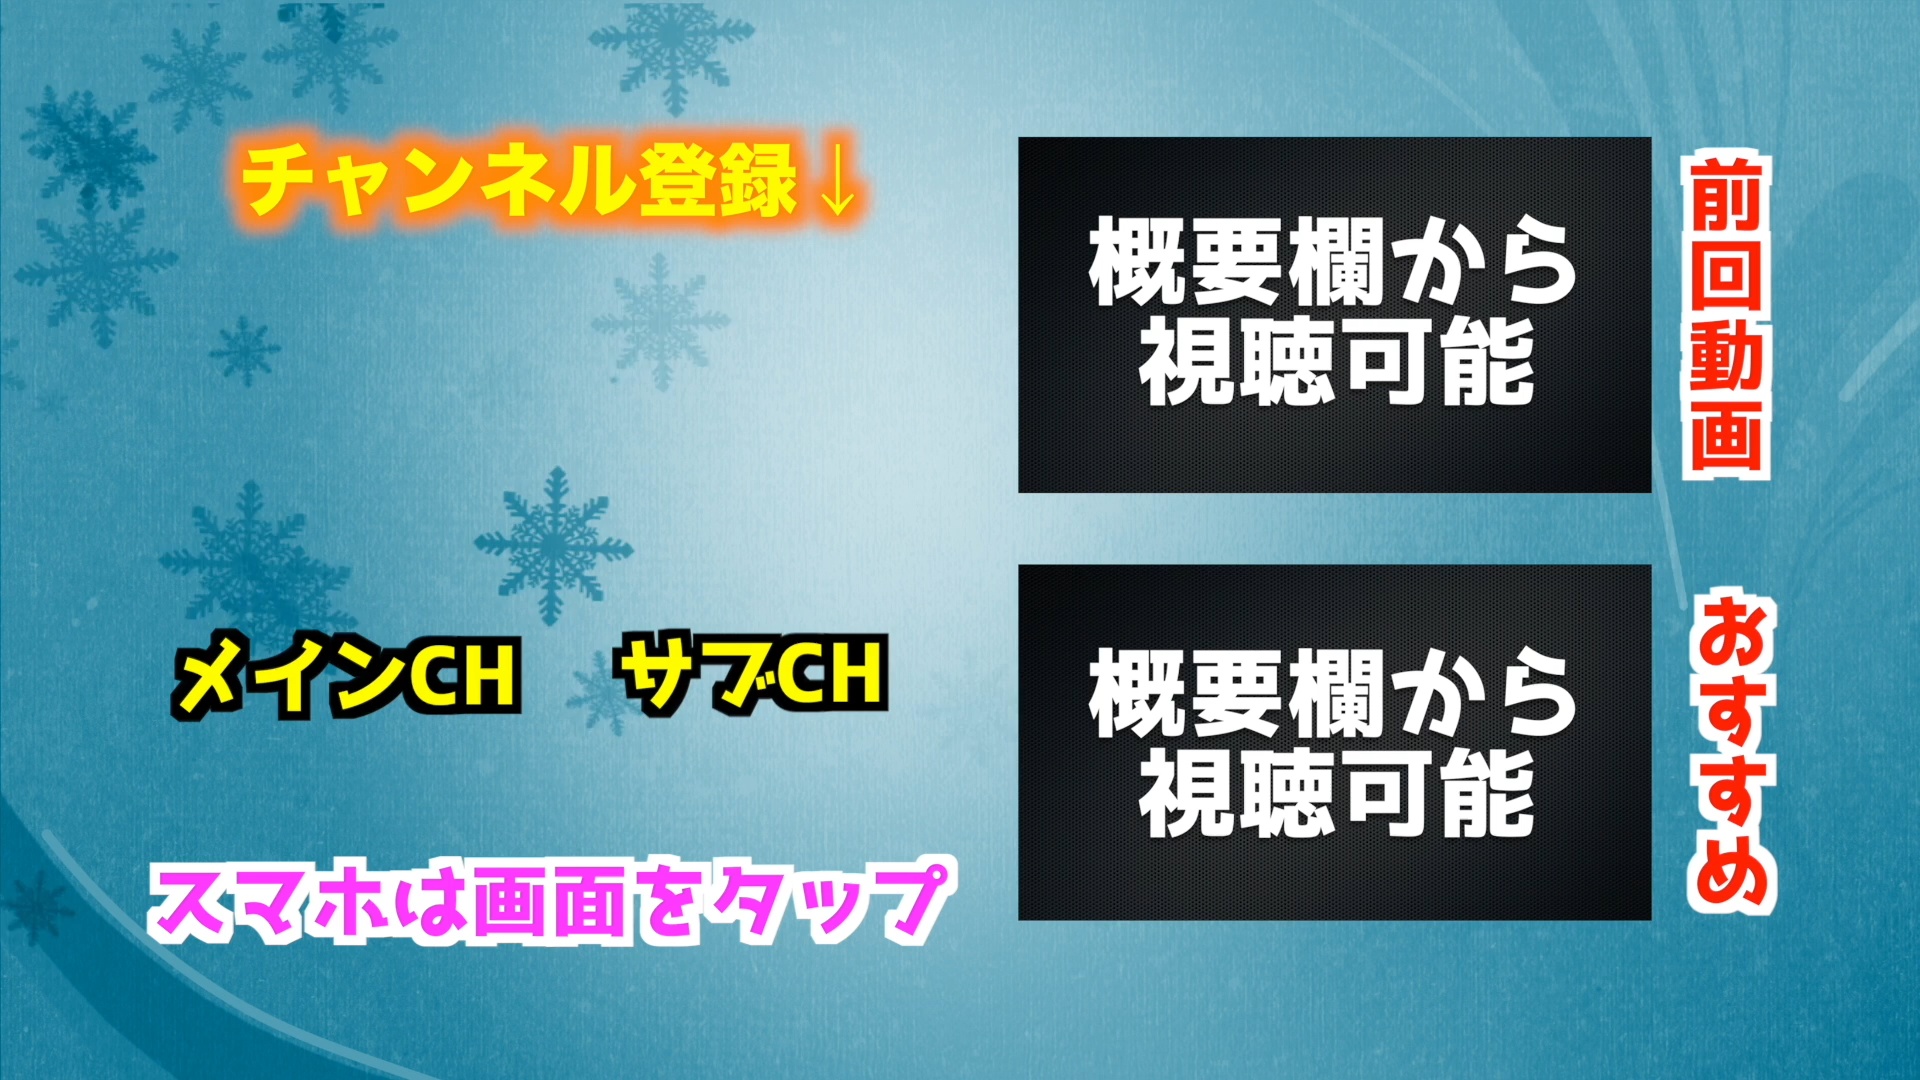 チャンネル登録↓
メインCH
サブCH
スマホは画面をタップ
概要欄から
視聴可能
前回動画
概要欄から
視聴可能
おすすめ